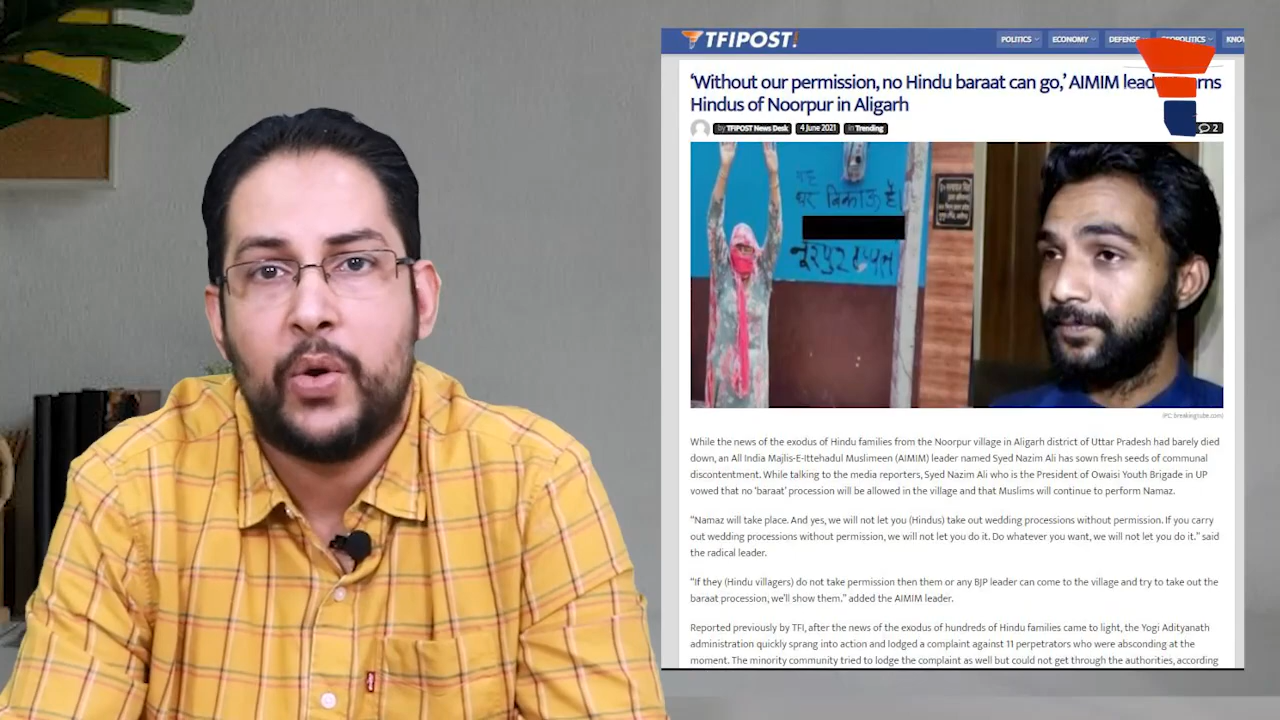 TFIPOST!
POLITICS ECONOMY DEFENSE GEOPOLITICS
'Without our permission, no Hindu baraat can go,' AIMIM
Hindus of Noorpur in Aligarh
by TFIPOST News Desk 4 June 2021 in Trending 2
घर बिकाऊ है।
नूरपुर टप्पल
(PC: breakingtube.com)
While the news of the exodus of Hindu families from the Noorpur village in Aligarh district of Uttar Pradesh had barely died
down, an All India Majlis-E-Ittehadul Muslimeen (AIMIM) leader named Syed Nazim Ali has sown fresh seeds of communal
discontentment. While talking to the media reporters, Syed Nazim Ali who is the President of Owaisi Youth Brigade in UP
vowed that no 'baraat' procession will be allowed in the village and that Muslims will continue to perform Namaz.
"Namaz will take place. And yes, we will not let you (Hindus) take out wedding processions without permission. If you carry
out wedding processions without permission, we will not let you do it. Do whatever you want, we will not let you do it." said
the radical leader.
"If they (Hindu villagers) do not take permission then them or any BJP leader can come to the village and try to take out the
baraat procession, we'll show them." added the AIMIM leader.
Reported previously by TFI, after the news of the exodus of hundreds of Hindu families came to light, the Yogi Adityanath
administration quickly sprang into action and lodged a complaint against 11 perpetrators who were absconding at the
moment. The minority community tried to lodge the complaint as well but could not get through the authorities, according